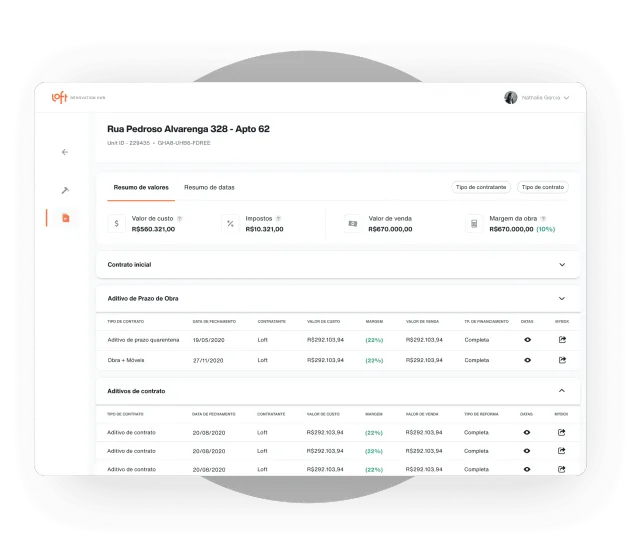 Loft RENOVATION HUB
Nathalie Garcia
Rua Pedroso Alvarenga 328 - Apto 62
Unit ID - 229435 • GHA8-UHB6-FDREE
Resumo de valores Resumo de datas Tipo de contratante Tipo de contrato
Valor de custo ? Impostos ? Valor de venda Margem da obra ?
R$560.321,00 R$10.321,00 R$670.000,00 R$670.000,00 (10%)
Contrato inicial
Aditivo de Prazo de Obra
TIPO DE CONTRATO DATA DE FECHAMENTO CONTRATANTE VALOR DE CUSTO MARGEM VALOR DE VENDA TP. DE FINANCIAMENTO DATAS MYBOX
Aditivo de prazo quarentena 19/05/2020 Loft R$292.103,94 (22%) R$292.103,94 Completa
Obra + Móveis 27/11/2020 Loft R$292.103,94 (22%) R$292.103,94 Completa
Aditivos de contrato
TIPO DE CONTRATO DATA DE FECHAMENTO CONTRATANTE VALOR DE CUSTO MARGEM VALOR DE VENDA TIPO DE REFORMA DATAS MYBOX
Aditivo de contrato 20/08/2020 Loft R$292.103,94 (22%) R$292.103,94 Completa
Aditivo de contrato 20/08/2020 Loft R$292.103,94 (22%) R$292.103,94 Completa
Aditivo de contrato 20/08/2020 Loft R$292.103,94 (22%) R$292.103,94 Completa